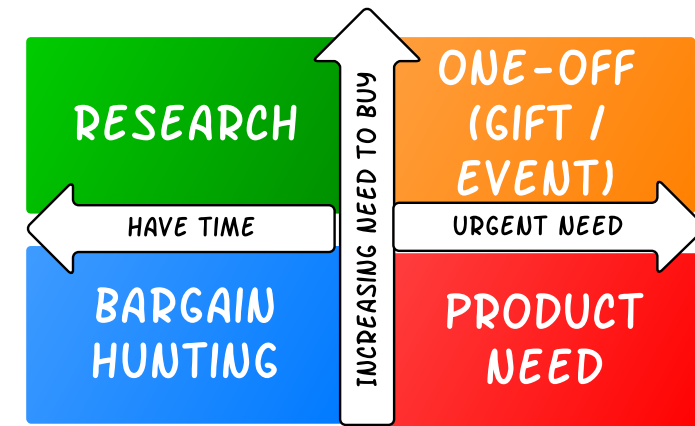 RESEARCH
ONE-OFF
(GIFT /
EVENT)
INCREASING NEED TO BUY
HAVE TIME
URGENT NEED
BARGAIN
HUNTING
PRODUCT
NEED